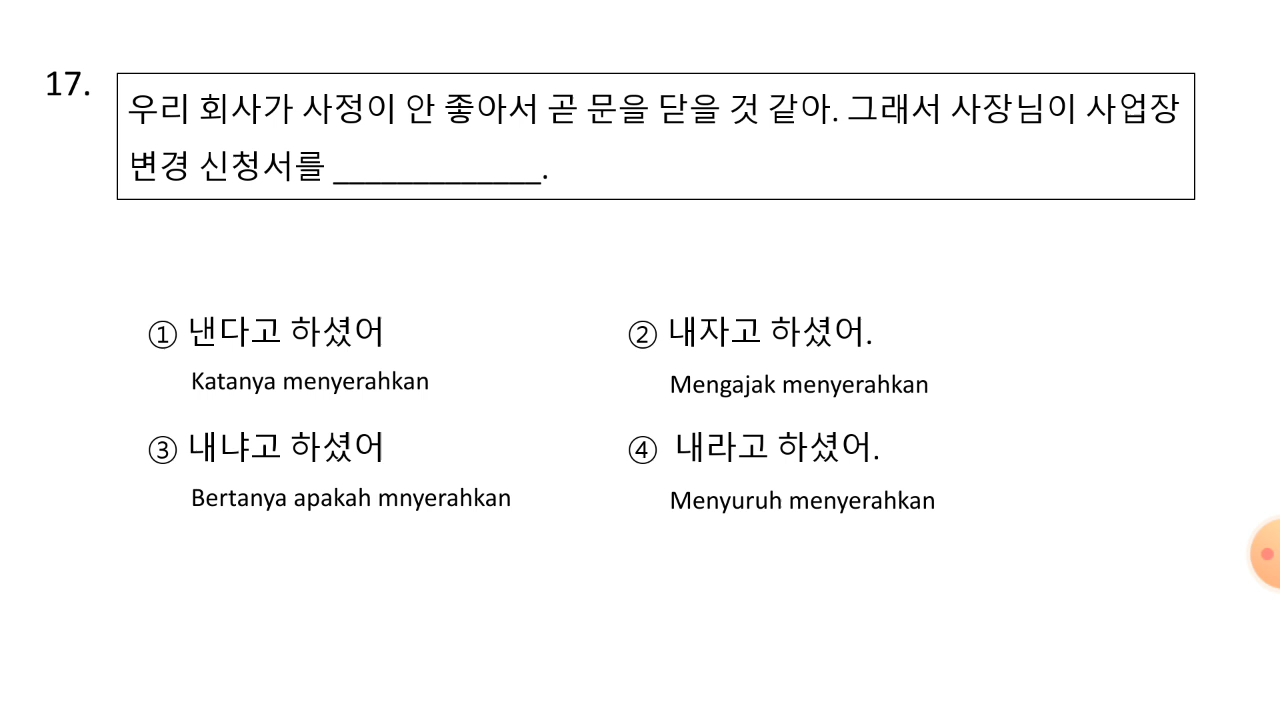 17.
우리 회사가 사정이 안 좋아서 곧 문을 닫을 것 같아. 그래서 사장님이 사업장
변경 신청서를 _____________.
① 낸다고 하셨어
② 내자고 하셨어.
Katanya menyerahkan
Mengajak menyerahkan
③ 내냐고 하셨어
④ 내라고 하셨어.
Bertanya apakah mnyerahkan
Menyuruh menyerahkan